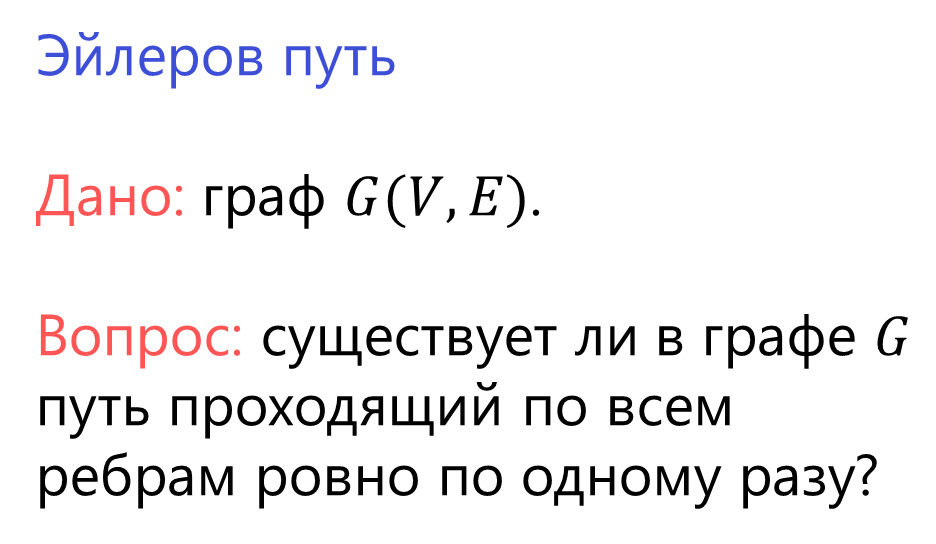 Эйлеров путь
Дано: граф G(V, E).
Вопрос: существует ли в графе G
путь проходящий по всем
ребрам ровно по одному разу?